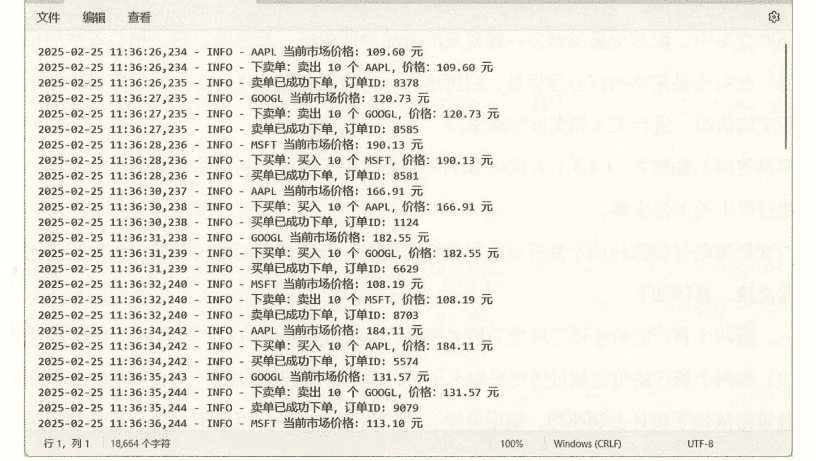 文件 编辑 查看
2025-02-25 11:36:26,234 - INFO - AAPL 当前市场价格: 109.60 元
2025-02-25 11:36:26,234 - INFO - 下卖单: 卖出 10 个 AAPL, 价格: 109.60 元
2025-02-25 11:36:26,235 - INFO - 卖单已成功下单, 订单ID: 8378
2025-02-25 11:36:27,235 - INFO - GOOGL 当前市场价格: 120.73 元
2025-02-25 11:36:27,235 - INFO - 下卖单: 卖出 10 个 GOOGL, 价格: 120.73 元
2025-02-25 11:36:27,235 - INFO - 卖单已成功下单, 订单ID: 8585
2025-02-25 11:36:28,236 - INFO - MSFT 当前市场价格: 190.13 元
2025-02-25 11:36:28,236 - INFO - 下买单: 买入 10 个 MSFT, 价格: 190.13 元
2025-02-25 11:36:28,236 - INFO - 买单已成功下单, 订单ID: 8581
2025-02-25 11:36:30,237 - INFO - AAPL 当前市场价格: 166.91 元
2025-02-25 11:36:30,238 - INFO - 下买单: 买入 10 个 AAPL, 价格: 166.91 元
2025-02-25 11:36:30,238 - INFO - 买单已成功下单, 订单ID: 1124
2025-02-25 11:36:31,238 - INFO - GOOGL 当前市场价格: 182.55 元
2025-02-25 11:36:31,239 - INFO - 下买单: 买入 10 个 GOOGL, 价格: 182.55 元
2025-02-25 11:36:31,239 - INFO - 买单已成功下单, 订单ID: 6629
2025-02-25 11:36:32,240 - INFO - MSFT 当前市场价格: 108.19 元
2025-02-25 11:36:32,240 - INFO - 下卖单: 卖出 10 个 MSFT, 价格: 108.19 元
2025-02-25 11:36:32,240 - INFO - 卖单已成功下单, 订单ID: 8703
2025-02-25 11:36:34,242 - INFO - AAPL 当前市场价格: 184.11 元
2025-02-25 11:36:34,242 - INFO - 下买单: 买入 10 个 AAPL, 价格: 184.11 元
2025-02-25 11:36:34,242 - INFO - 买单已成功下单, 订单ID: 5574
2025-02-25 11:36:35,243 - INFO - GOOGL 当前市场价格: 131.57 元
2025-02-25 11:36:35,244 - INFO - 下卖单: 卖出 10 个 GOOGL, 价格: 131.57 元
2025-02-25 11:36:35,244 - INFO - 卖单已成功下单, 订单ID: 9079
2025-02-25 11:36:36,244 - INFO - MSFT 当前市场价格: 113.10 元
行 1, 列 1 18,664 个字符 100% Windows (CRLF) UTF-8